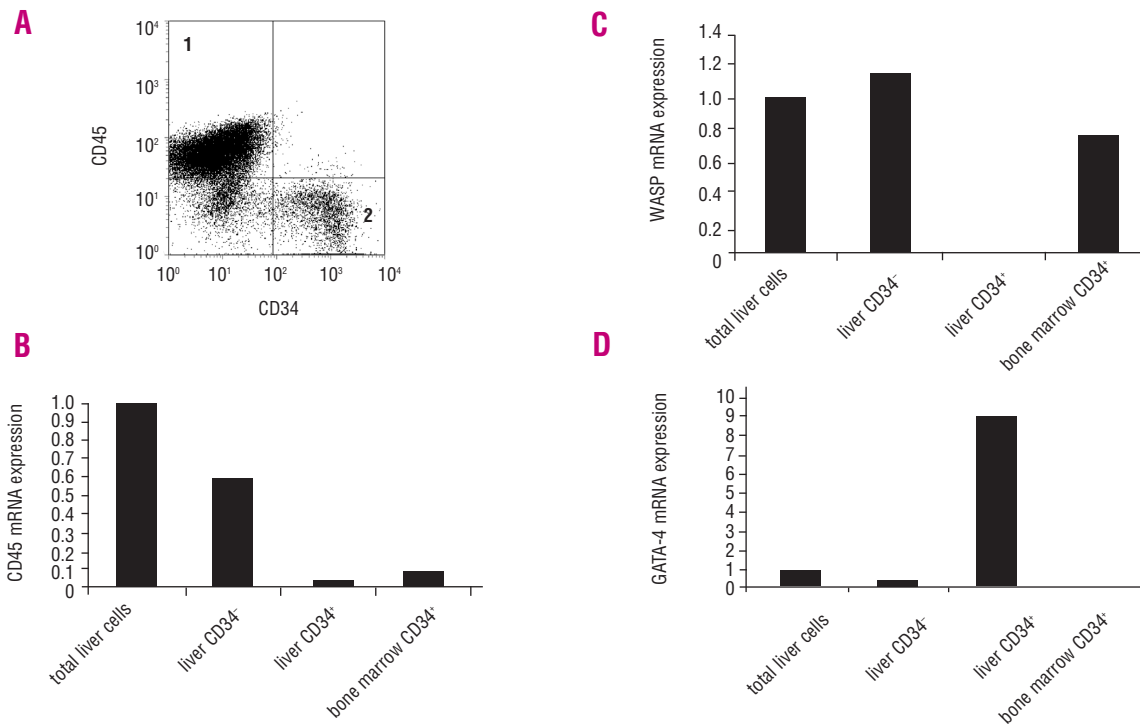 A
1
2
10⁴
10³
10²
10¹
10⁰
CD45
10⁰ 10¹ 10² 10³ 10⁴
CD34
B
CD45 mRNA expression
1.0
0.9
0.8
0.7
0.6
0.5
0.4
0.3
0.2
0.1
0
total liver cells
liver CD34⁻
liver CD34⁺
bone marrow CD34⁺
C
WASP mRNA expression
1.4
1.2
1.0
0.8
0.6
0.4
0.2
0
total liver cells
liver CD34⁻
liver CD34⁺
bone marrow CD34⁺
D
GATA-4 mRNA expression
10
9
8
7
6
5
4
3
2
1
0
total liver cells
liver CD34⁻
liver CD34⁺
bone marrow CD34⁺